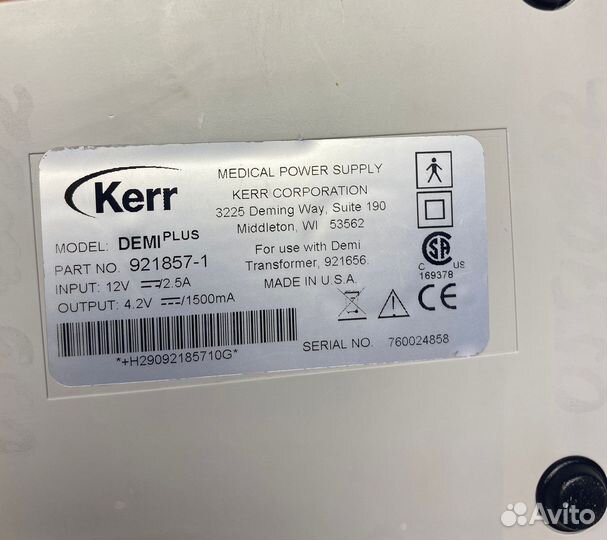 Kerr
MEDICAL POWER SUPPLY
KERR CORPORATION
3225 Deming Way, Suite 190
Middleton, WI 53562
MODEL: DEMI PLUS
PART NO. 921857-1
INPUT: 12V ⎓/2.5A
OUTPUT: 4.2V ⎓/1500mA
For use with Demi
Transformer, 921656.
MADE IN U.S.A.
C US
169378
CE
*+H29092185710G*
SERIAL NO. 760024858
Avito